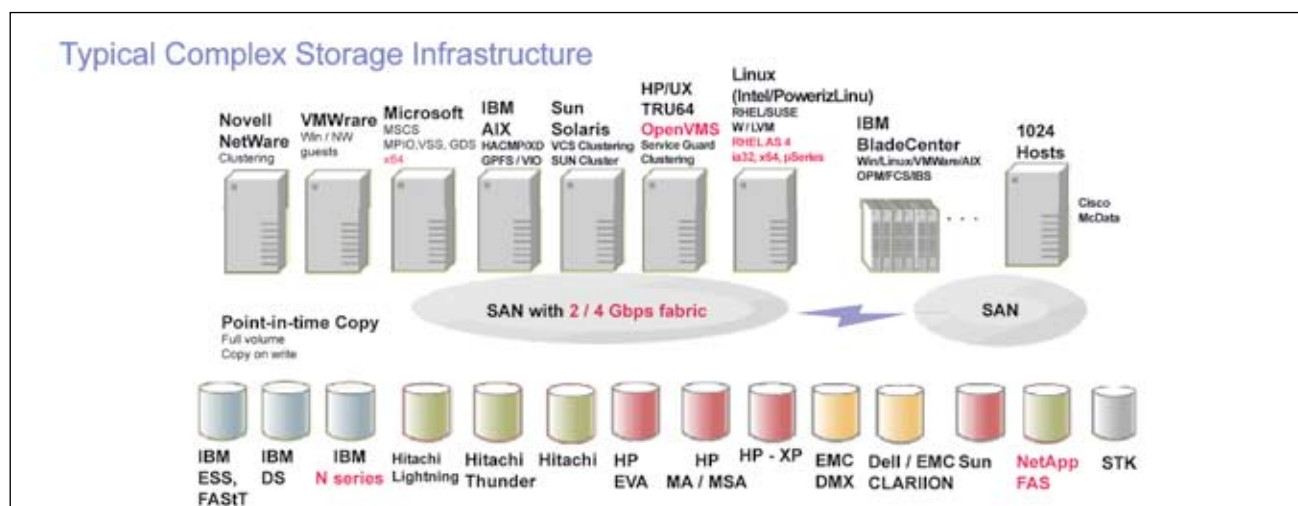 Typical Complex Storage Infrastructure
Novell
NetWare
Clustering
VMWrare
Win / NW
guests
Microsoft
MSCS
MPIO,VSS, GDS
x64
IBM
AIX
HACMP/XD
GPFS / VIO
Sun
Solaris
VCS Clustering
SUN Cluster
HP/UX
TRU64
OpenVMS
Service Guard
Clustering
Linux
(Intel/PowerizLinu)
RHEL/SUSE
W / LVM
RHEL AS 4
ia32, x64, pSeries
IBM
BladeCenter
Win/Linux/VMWare/AIX
OPM/FCS/IBS
. . .
1024
Hosts
Cisco
McData
SAN with 2 / 4 Gbps fabric
SAN
Point-in-time Copy
Full volume
Copy on write
IBM
ESS,
FAStT
IBM
DS
IBM
N series
Hitachi
Lightning
Hitachi
Thunder
Hitachi
HP
EVA
HP
MA / MSA
HP - XP
EMC
DMX
Dell / EMC
CLARIION
Sun
NetApp
FAS
STK